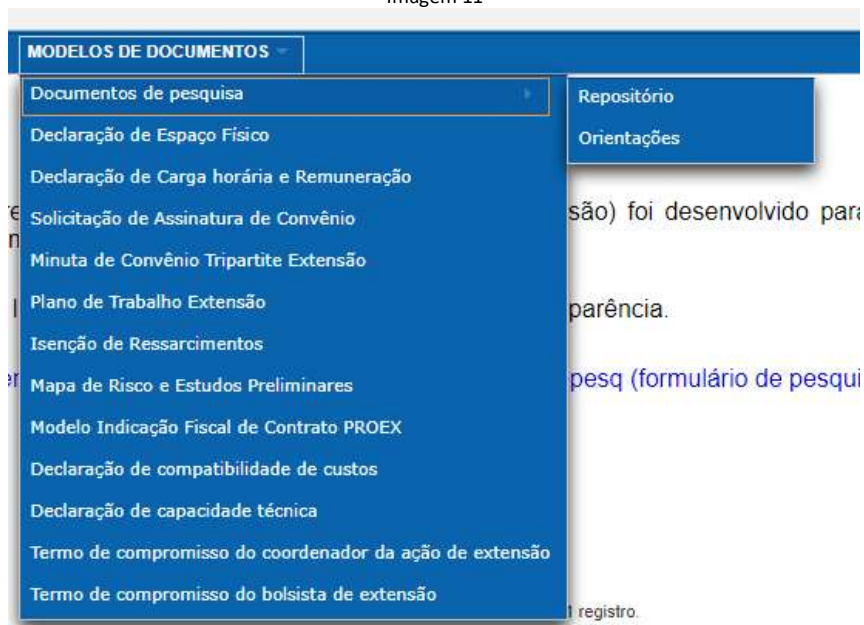 Imagem 11
MODELOS DE DOCUMENTOS
Documentos de pesquisa
Repositório
Declaração de Espaço Físico
Orientações
Declaração de Carga horária e Remuneração
Solicitação de Assinatura de Convênio
são) foi desenvolvido para
Minuta de Convênio Tripartite Extensão
Plano de Trabalho Extensão
parência.
Isenção de Ressarcimentos
Mapa de Risco e Estudos Preliminares
pesq (formulário de pesqui
Modelo Indicação Fiscal de Contrato PROEX
Declaração de compatibilidade de custos
Declaração de capacidade técnica
Termo de compromisso do coordenador da ação de extensão
Termo de compromisso do bolsista de extensão
1 registro.